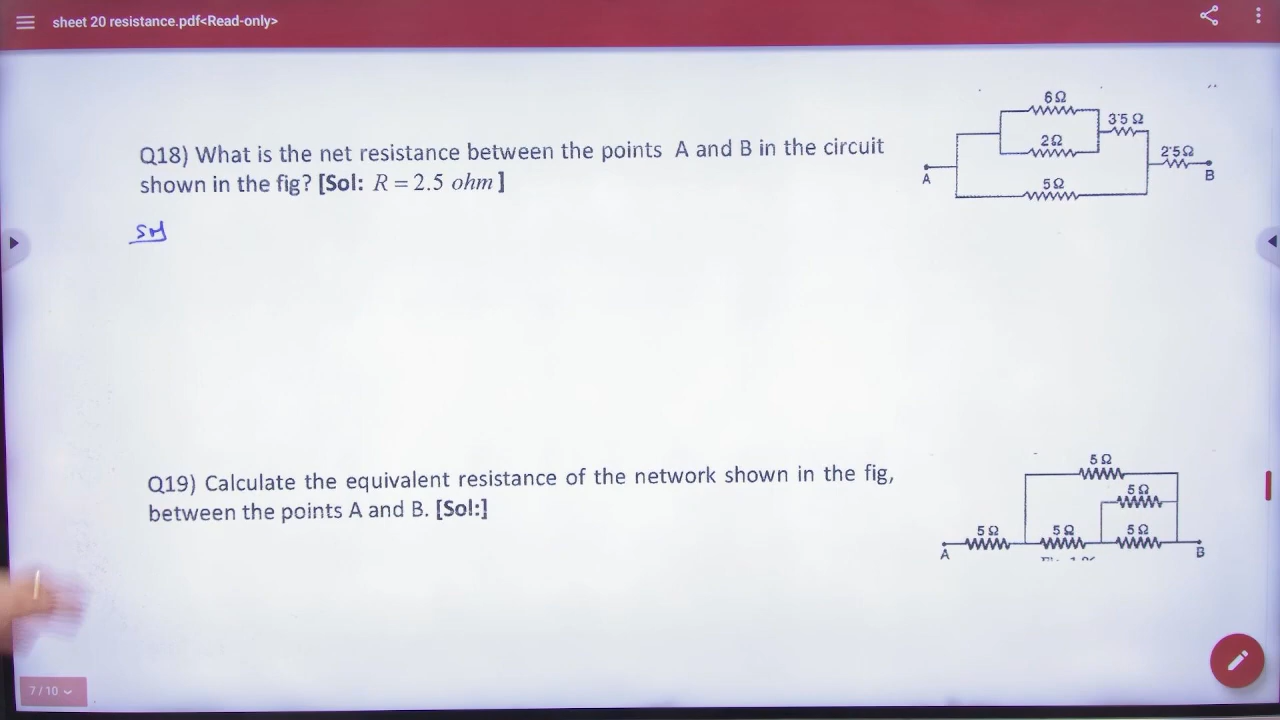 sheet 20 resistance.pdf<Read-only>
Q18) What is the net resistance between the points A and B in the circuit
shown in the fig? [Sol: R = 2.5 ohm ]
Sol
6Ω
3·5 Ω
2Ω
2·5Ω
A
B
5Ω
Q19) Calculate the equivalent resistance of the network shown in the fig,
between the points A and B. [Sol:]
5Ω
5Ω
5Ω
5Ω
5Ω
A
B
7 / 10